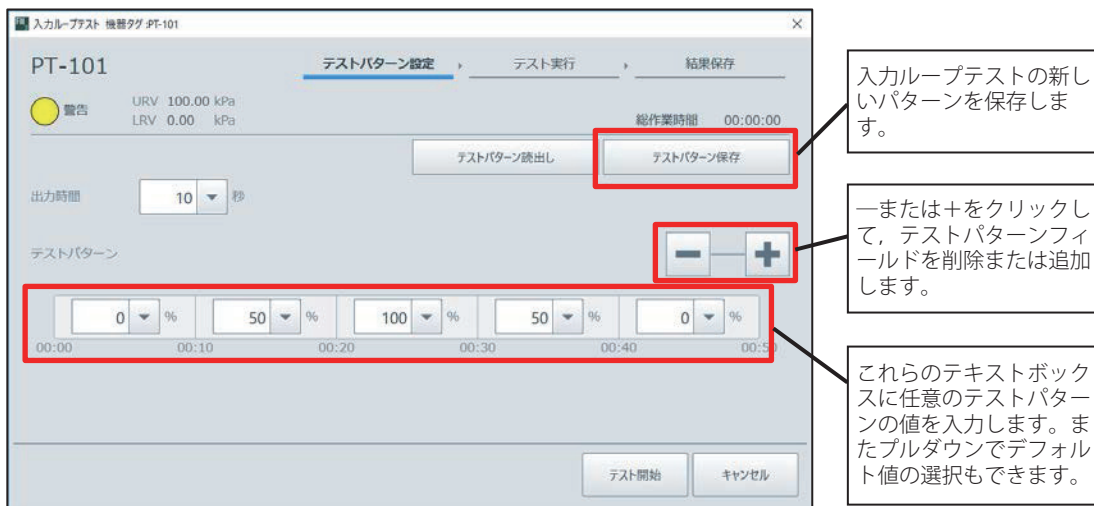 入力ループテスト 機器タグ:PT-101
PT-101
テストパターン設定
テスト実行
結果保存
警告
URV 100.00 kPa
LRV 0.00 kPa
総作業時間 00:00:00
テストパターン読出し
テストパターン保存
出力時間 10 秒
テストパターン
0 % 50 % 100 % 50 % 0 %
00:00 00:10 00:20 00:30 00:40 00:50
テスト開始
キャンセル
入力ループテストの新し
いパターンを保存しま
す。
―または+をクリックし
て，テストパターンフィ
ールドを削除または追加
します。
これらのテキストボック
スに任意のテストパター
ンの値を入力します。ま
たプルダウンでデフォル
ト値の選択もできます。